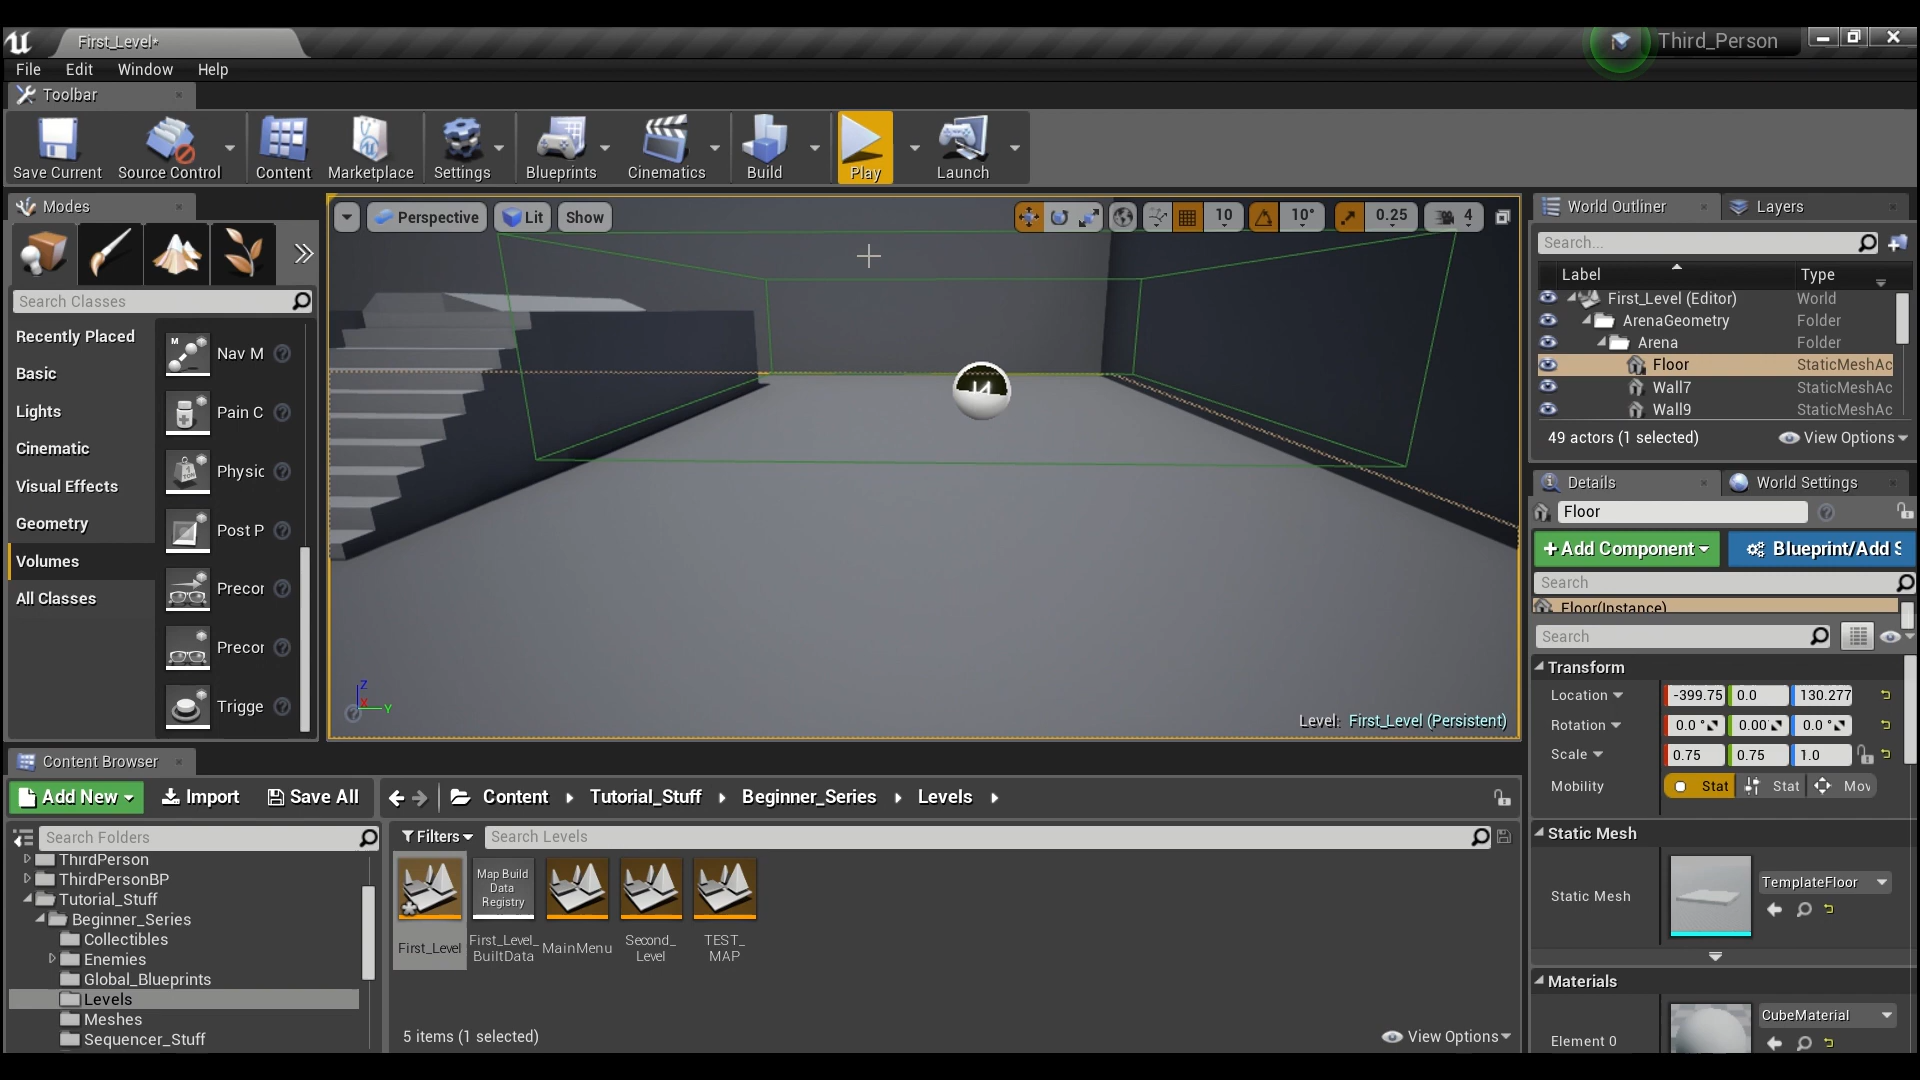 First_Level*
Third_Person
File Edit Window Help
Toolbar
Save Current Source Control Content Marketplace Settings Blueprints Cinematics Build Play Launch
Modes
Search Classes
Recently Placed
Basic
Lights
Cinematic
Visual Effects
Geometry
Volumes
All Classes
Nav M
Pain C
Physic
Post P
Precor
Precor
Trigge
Perspective Lit Show 10 10° 0.25 4
Z
X
Y
Level: First_Level (Persistent)
World Outliner Layers
Search...
Label Type
First_Level (Editor) World
ArenaGeometry Folder
Arena Folder
Floor StaticMeshAc
Wall7 StaticMeshAc
Wall9 StaticMeshAc
49 actors (1 selected) View Options
Details World Settings
Floor
+Add Component Blueprint/Add S
Search
Floor(Instance)
Search
Transform
Location -399.75 0.0 130.277
Rotation 0.0 ° 0.00 0.0 °
Scale 0.75 0.75 1.0
Mobility Stat Stat Mov
Static Mesh
Static Mesh TemplateFloor
Materials
Element 0 CubeMaterial
Content Browser
Add New Import Save All Content Tutorial_Stuff Beginner_Series Levels
Search Folders
ThirdPerson
ThirdPersonBP
Tutorial_Stuff
Beginner_Series
Collectibles
Enemies
Global_Blueprints
Levels
Meshes
Sequencer_Stuff
Filters Search Levels
Map Build
Data
Registry
First_Level
First_Level_
BuiltData
MainMenu
Second_
Level
TEST_
MAP
5 items (1 selected) View Options